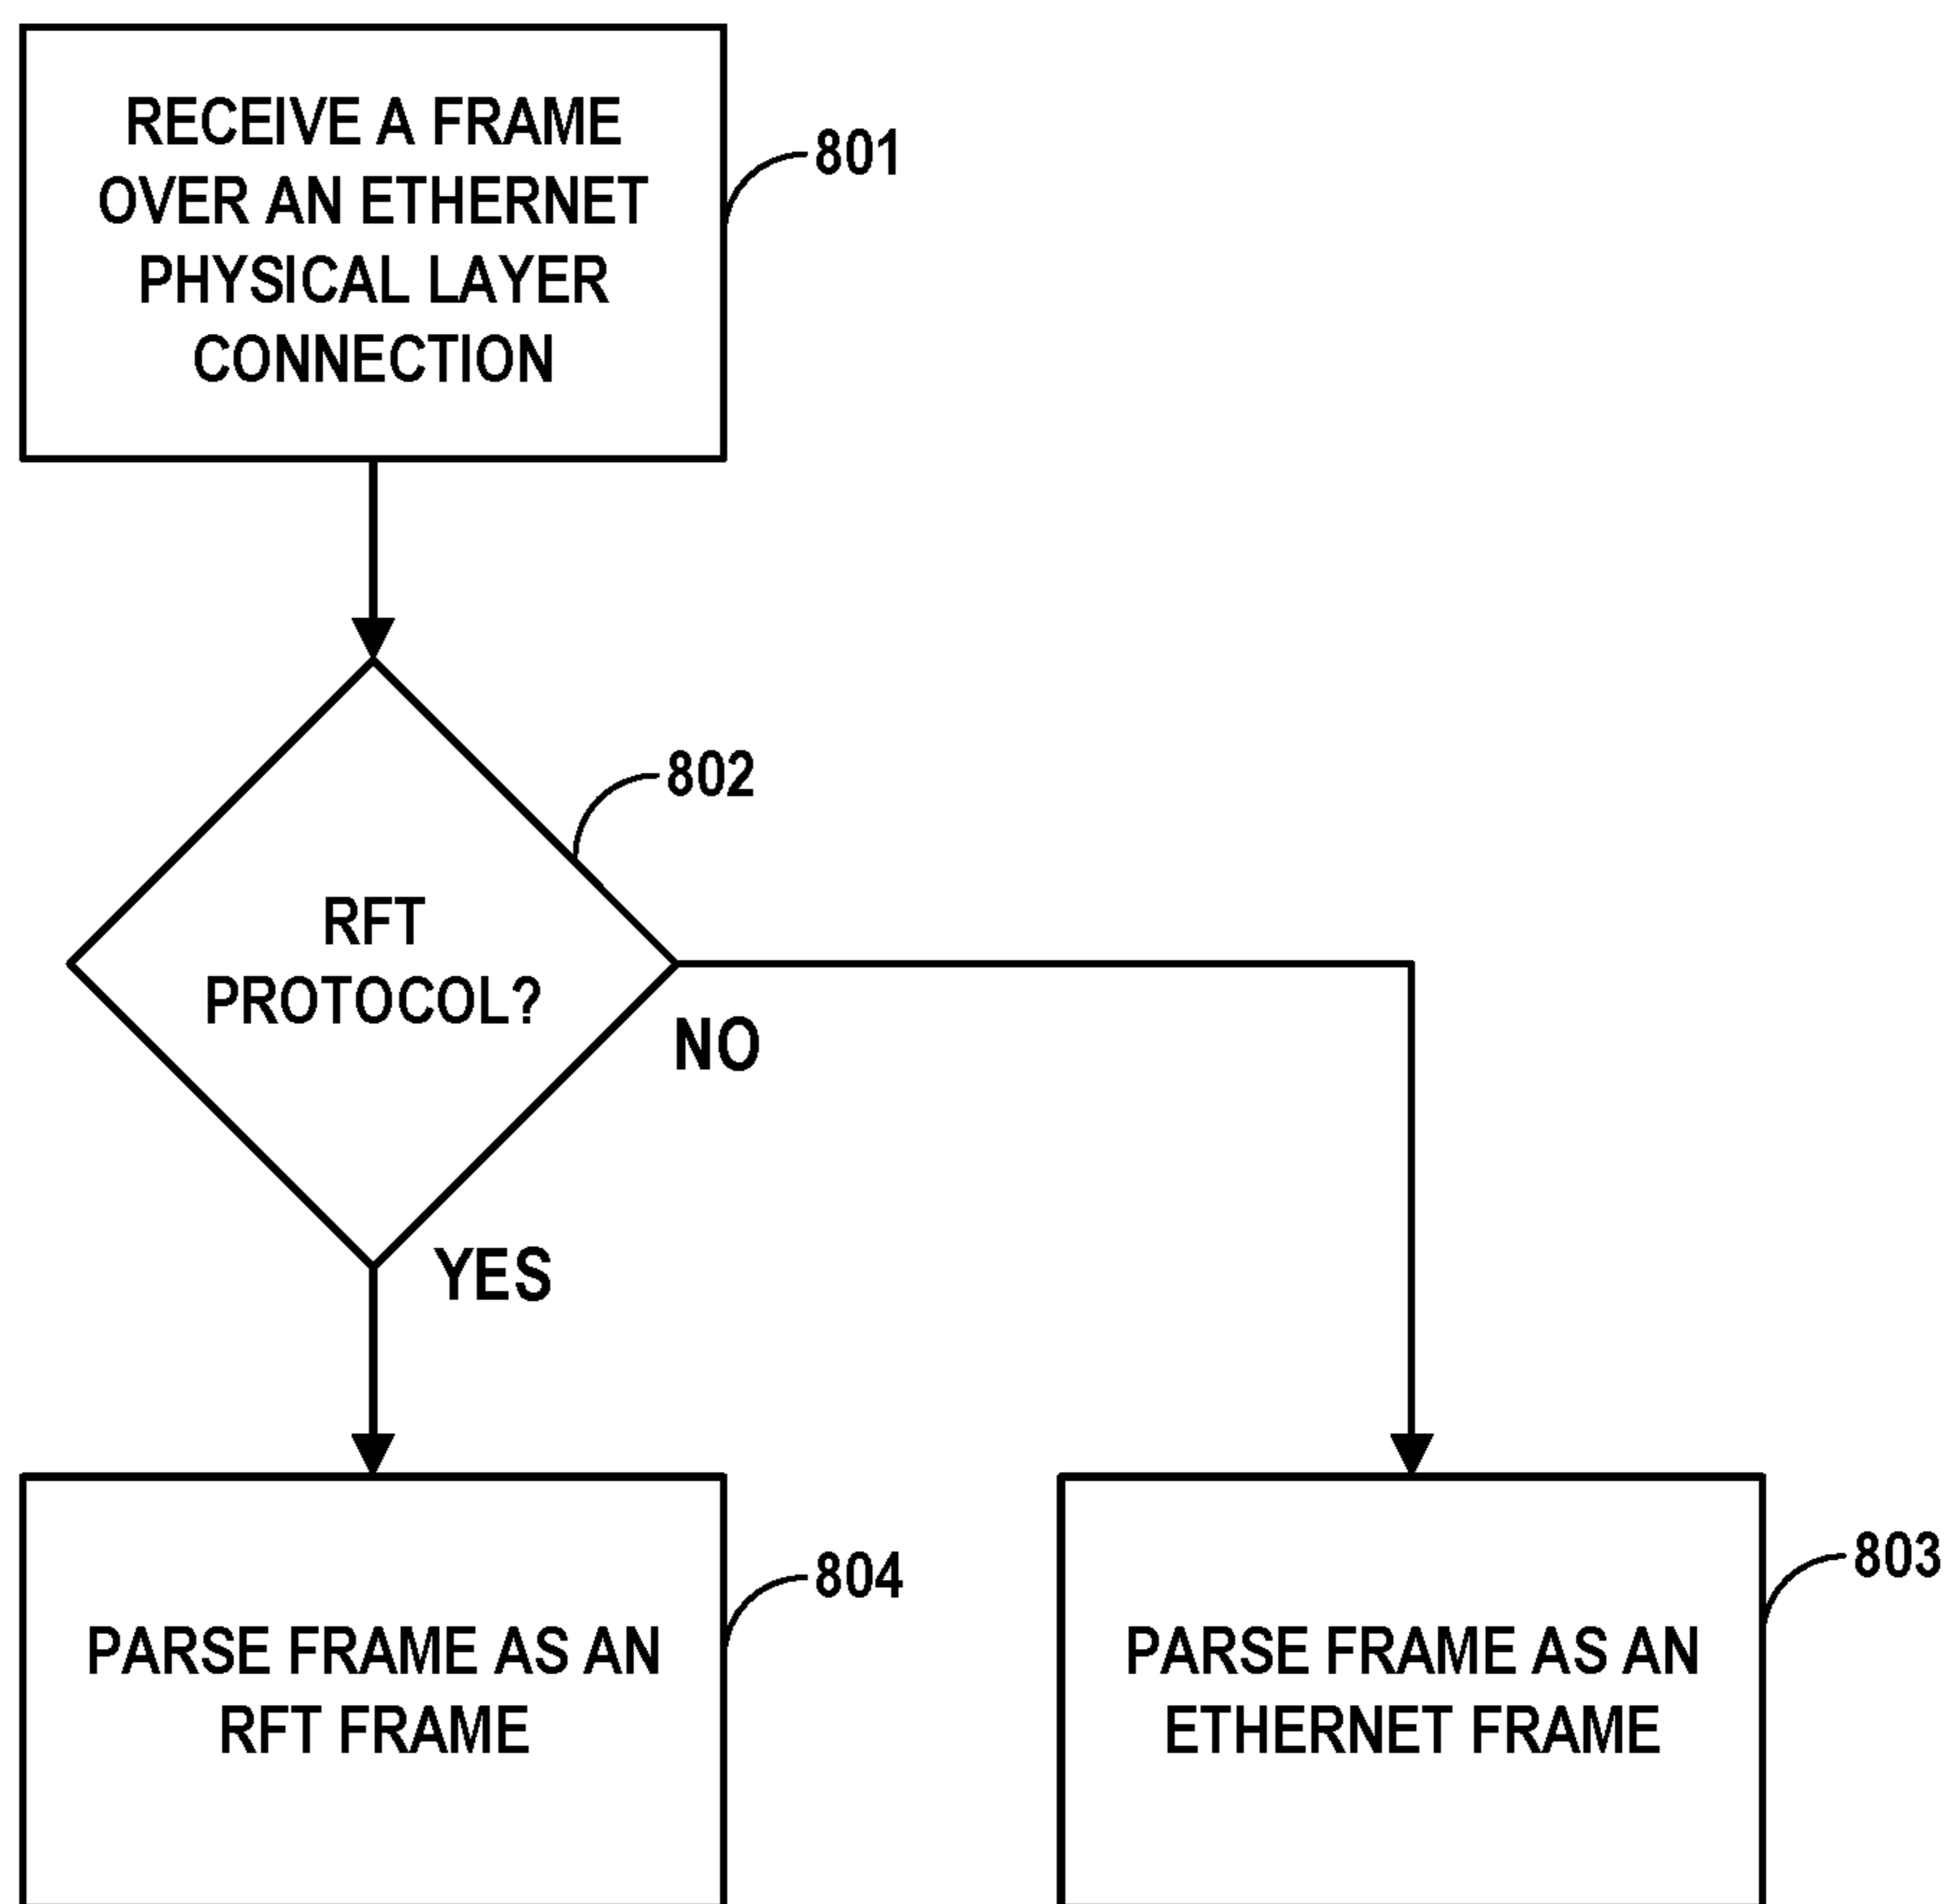 RECEIVE A FRAME
OVER AN ETHERNET
PHYSICAL LAYER
CONNECTION
801
802
RFT
PROTOCOL?
NO
YES
804
PARSE FRAME AS AN
RFT FRAME
803
PARSE FRAME AS AN
ETHERNET FRAME